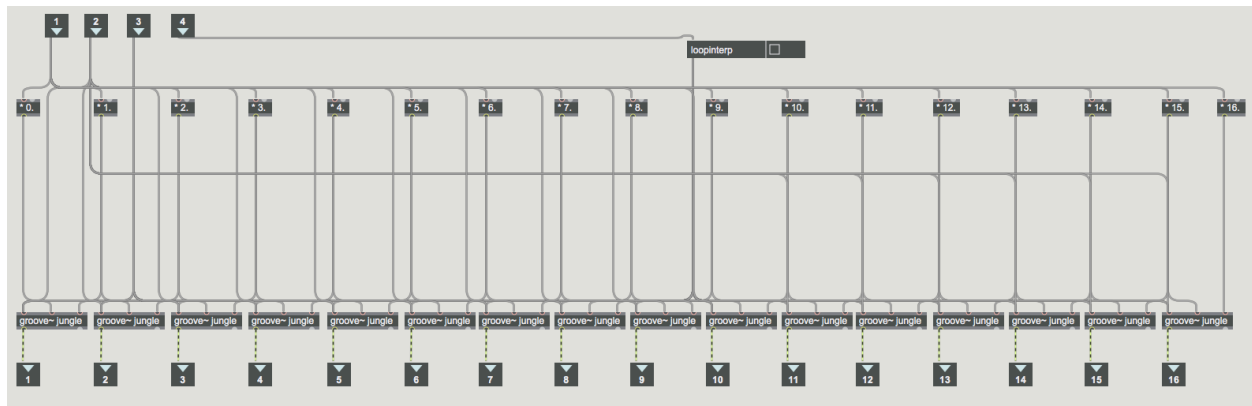 1 2 3 4
loopinterp
* 0. * 1. * 2. * 3. * 4. * 5. * 6. * 7. * 8. * 9. * 10. * 11. * 12. * 13. * 14. * 15. * 16.
groove~ jungle groove~ jungle groove~ jungle groove~ jungle groove~ jungle groove~ jungle groove~ jungle groove~ jungle groove~ jungle groove~ jungle groove~ jungle groove~ jungle groove~ jungle groove~ jungle groove~ jungle groove~ jungle
1 2 3 4 5 6 7 8 9 10 11 12 13 14 15 16